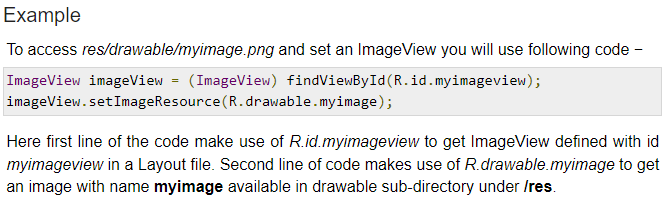 Example
To access res/drawable/myimage.png and set an ImageView you will use following code −
ImageView imageView = (ImageView) findViewById(R.id.myimageview);
imageView.setImageResource(R.drawable.myimage);
Here first line of the code make use of R.id.myimageview to get ImageView defined with id
myimageview in a Layout file. Second line of code makes use of R.drawable.myimage to get
an image with name myimage available in drawable sub-directory under /res.